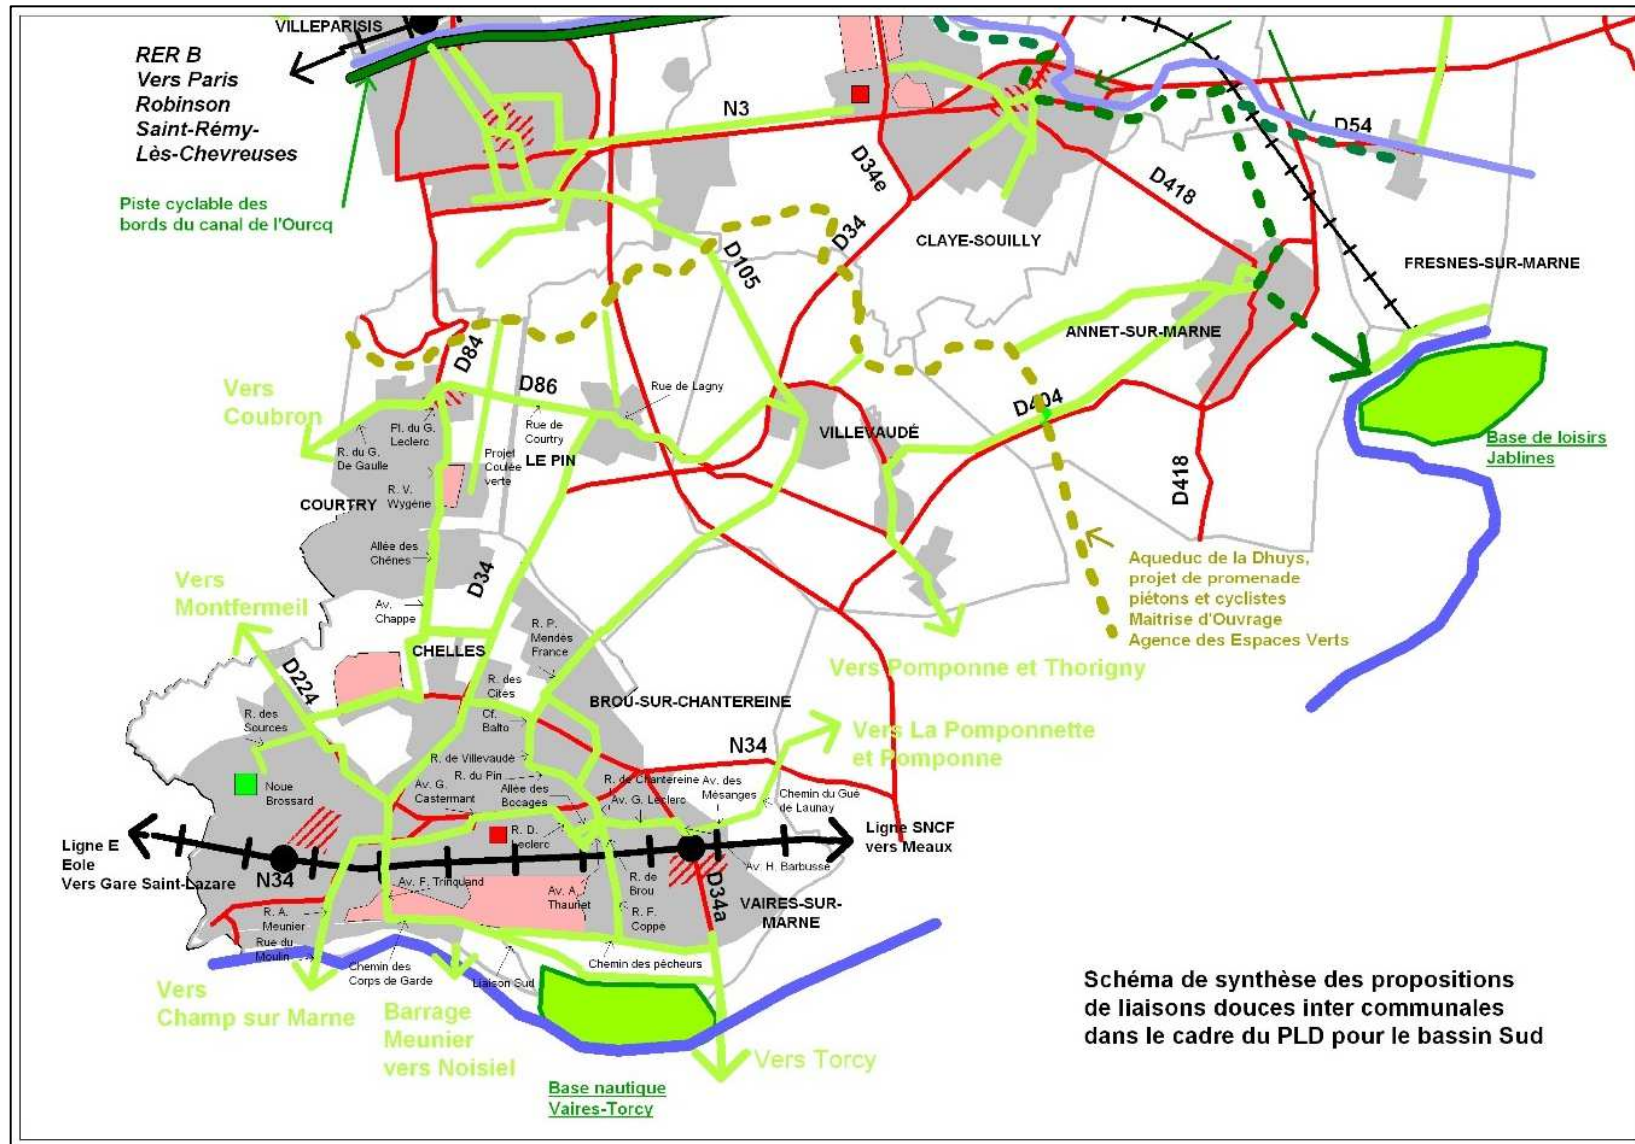 VILLEPARISIS
RER B
Vers Paris
Robinson
Saint-Rémy-
Lès-Chevreuses
Piste cyclable des
bords du canal de l'Ourcq
N3
D34e
D34
D105
D54
D418
CLAYE-SOUILLY
FRESNES-SUR-MARNE
ANNET-SUR-MARNE
D84
D86
Vers
Coubron
Rue de Lagny
Pl. du G.
Leclerc
Rue de
Courtry
R. du G.
De Gaulle
Projet
Coulée
verte
LE PIN
R. V.
Wygène
COURTRY
VILLEVAUDÉ
D404
D418
Base de loisirs
Jablines
Allée des
Chênes
D34
Aqueduc de la Dhuys,
projet de promenade
piétons et cyclistes
Maitrise d'Ouvrage
Agence des Espaces Verts
Vers
Montfermeil
Av.
Chappe
R. P.
Mendès
France
CHELLES
D224
R. des
Cites
BROU-SUR-CHANTEREINE
Vers Pomponne et Thorigny
R. des
Sources
Cf.
Balto
N34
Vers La Pomponnette
et Pomponne
R. de Villevaudé
R. du Pin
Noue
Brossard
Av. G.
Castermant
Allée des
Bocages
R. de Chantereine
Av. G. Leclerc
Av. des
Mésanges
Chemin du Gué
de Launay
R. D.
Leclerc
Ligne E
Eole
Vers Gare Saint-Lazare
Ligne SNCF
vers Meaux
N34
Av. F. Trinquand
Av. A.
Thaunet
R. de
Brou
Av. H. Barbusse
D34a
VAIRES-SUR-
MARNE
R. A.
Meunier
R. F.
Coppe
Rue du
Moulin
Chemin des
Corps de Garde
Liaison Sud
Chemin des pêcheurs
Vers
Champ sur Marne
Barrage
Meunier
vers Noisiel
Vers Torcy
Base nautique
Vaires-Torcy
Schéma de synthèse des propositions
de liaisons douces inter communales
dans le cadre du PLD pour le bassin Sud